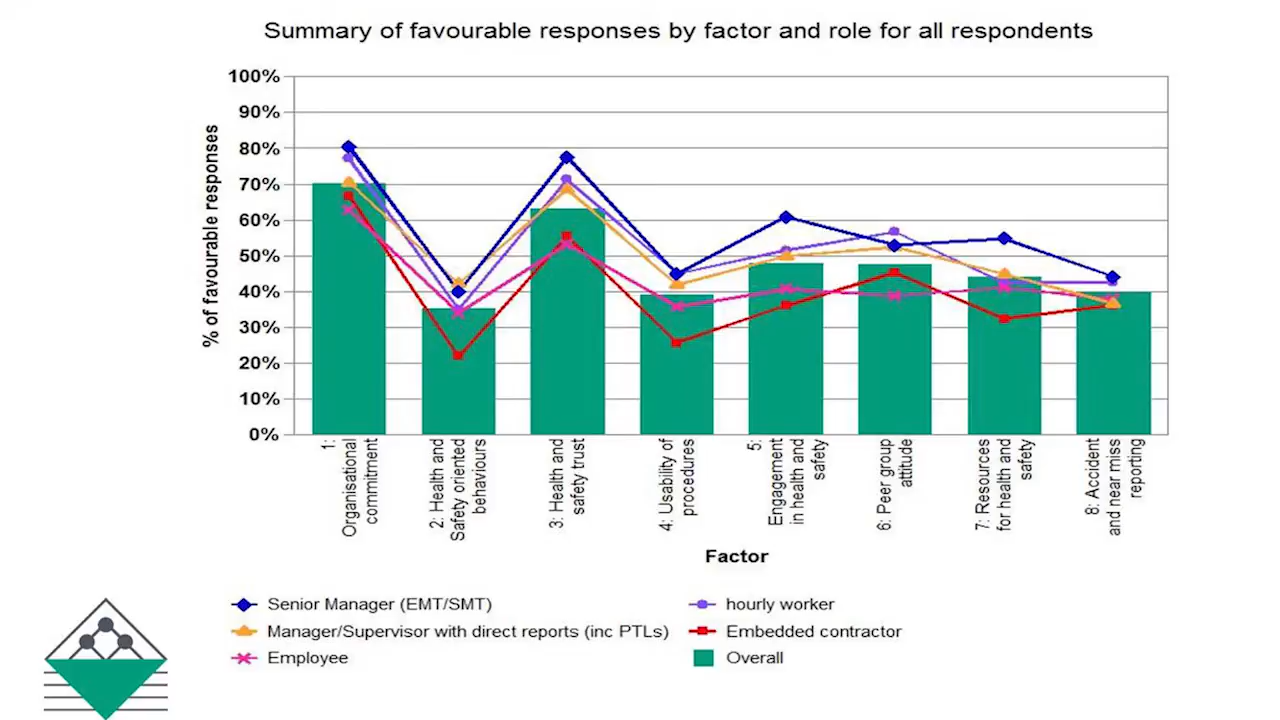 Summary of favourable responses by factor and role for all respondents
% of favourable responses
100%
90%
80%
70%
60%
50%
40%
30%
20%
10%
0%
1:
Organisational
commitment
2: Health and
Safety oriented
behaviours
3: Health and
safety trust
4: Usability of
procedures
5:
Engagement
in health and
safety
6: Peer group
attitude
7: Resources
for health and
safety
8: Accident
and near miss
reporting
Factor
Senior Manager (EMT/SMT)
hourly worker
Manager/Supervisor with direct reports (inc PTLs)
Embedded contractor
Employee
Overall